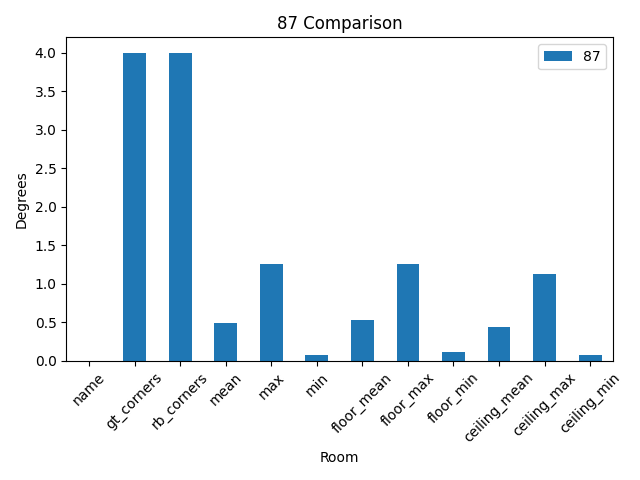 87 Comparison
87
Degrees
4.0
3.5
3.0
2.5
2.0
1.5
1.0
0.5
0.0
name
gt_corners
rb_corners
mean
max
min
floor_mean
floor_max
floor_min
ceiling_mean
ceiling_max
ceiling_min
Room